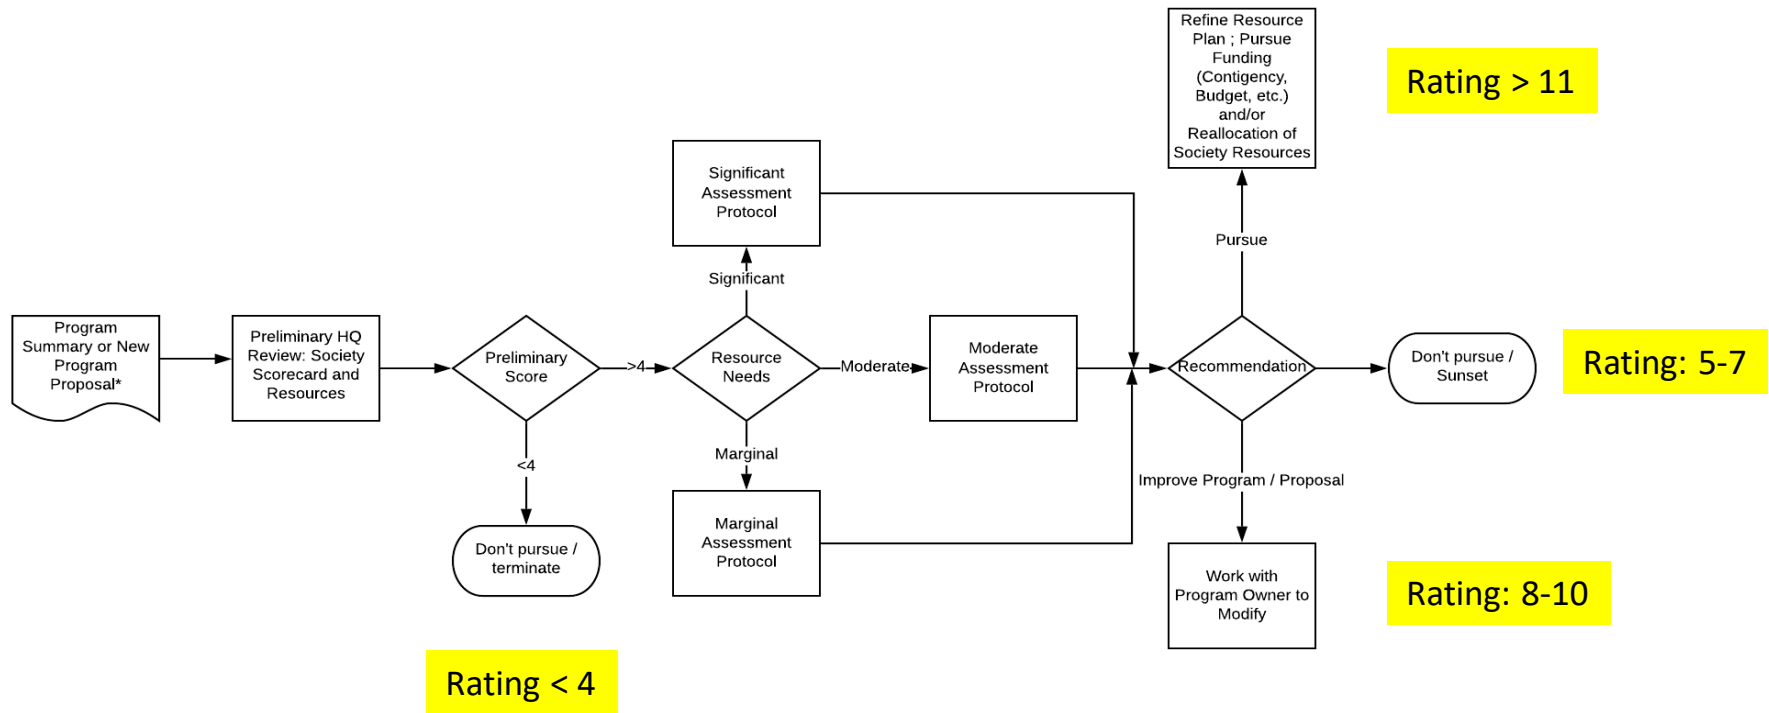 Program
Summary or New
Program
Proposal*
Preliminary HQ
Review: Society
Scorecard and
Resources
Preliminary
Score
>4
<4
Don't pursue /
terminate
Rating < 4
Resource
Needs
Significant
Significant
Assessment
Protocol
Moderate
Moderate
Assessment
Protocol
Marginal
Marginal
Assessment
Protocol
Recommendation
Pursue
Refine Resource
Plan ; Pursue
Funding
(Contigency,
Budget, etc.)
and/or
Reallocation of
Society Resources
Rating > 11
Don't pursue /
Sunset
Rating: 5-7
Improve Program / Proposal
Work with
Program Owner to
Modify
Rating: 8-10